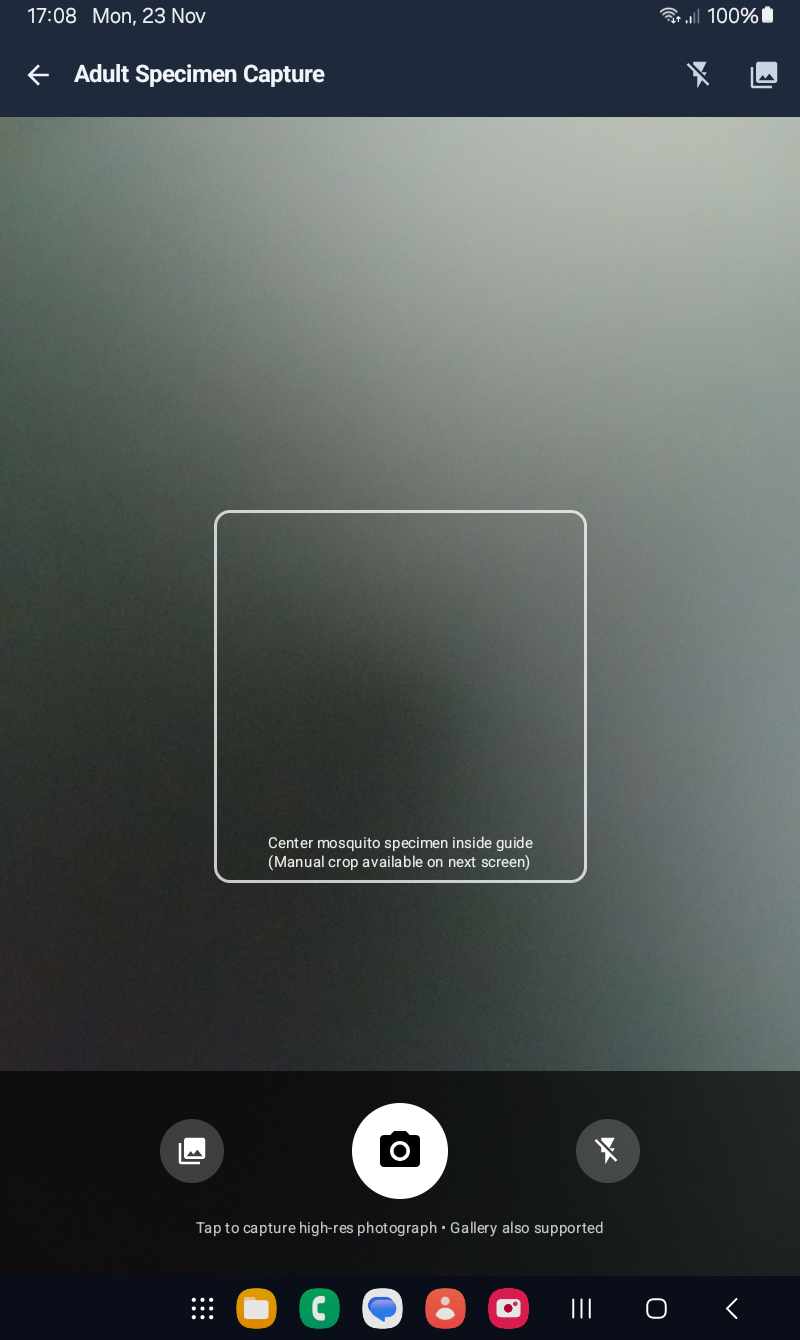 17:08 Mon, 23 Nov 100%
Adult Specimen Capture
Center mosquito specimen inside guide
(Manual crop available on next screen)
Tap to capture high-res photograph • Gallery also supported